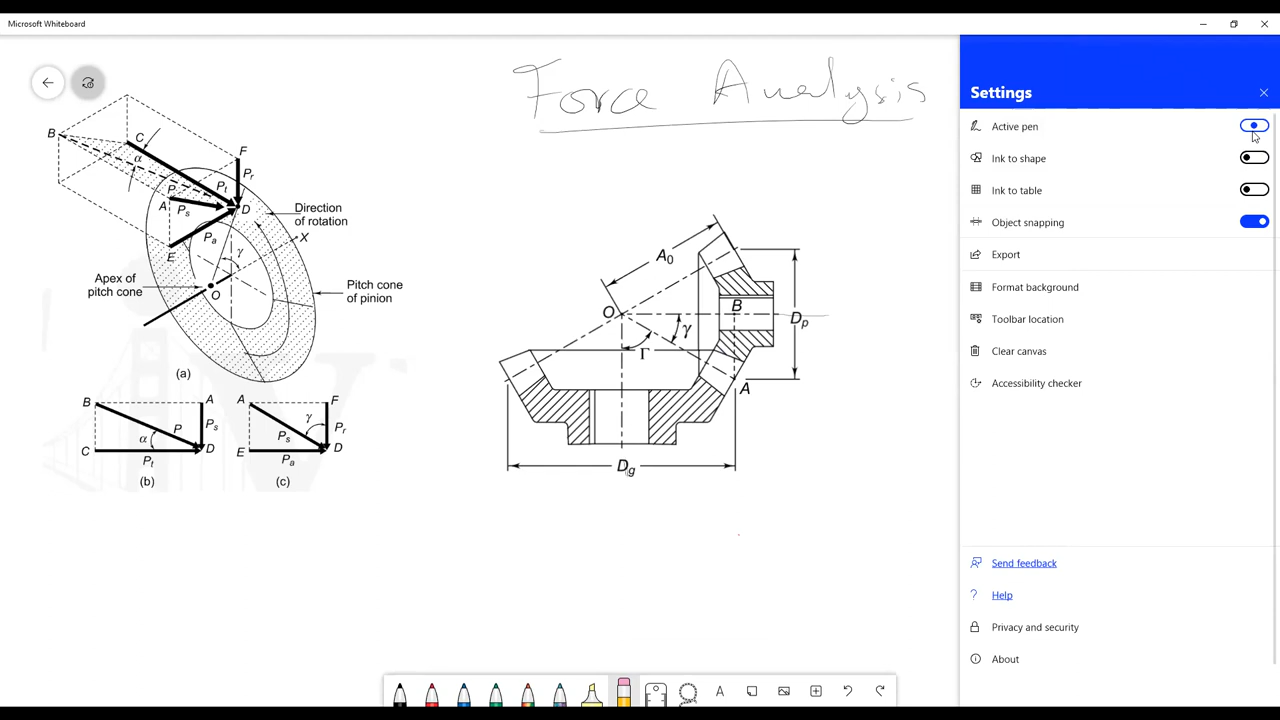 Microsoft Whiteboard
Force Analysis
Settings
Active pen
Ink to shape
Ink to table
Object snapping
Export
Format background
Toolbar location
Clear canvas
Accessibility checker
Send feedback
Help
Privacy and security
About
B
C
α
F
P
Pt
Pr
A
Ps
D
Direction
of rotation
Pa
X
E
γ
Apex of
pitch cone
O
Pitch cone
of pinion
(a)
B
A
P
Ps
α
C
Pt
D
(b)
A
F
γ
Ps
Pr
E
Pa
D
(c)
A0
O
B
γ
Γ
Dp
A
Dg
A